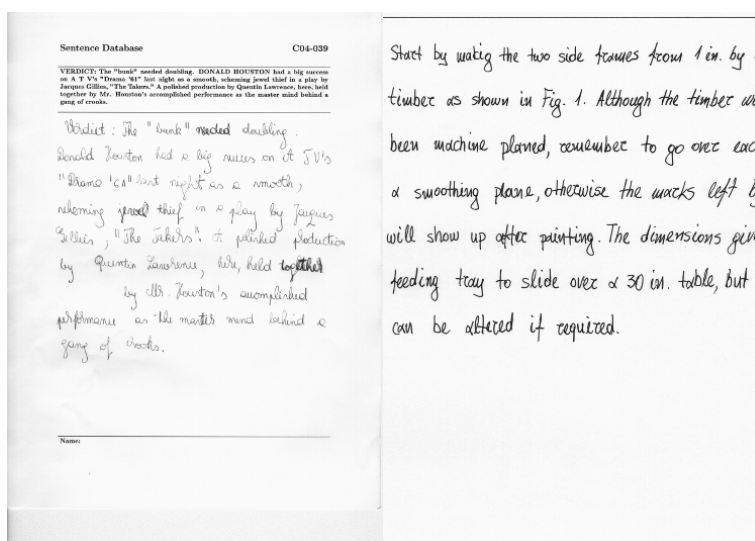 Sentence Database C04-039
VERDICT: The "bunk" needed doubling. DONALD HOUSTON had a big success
on A T V's "Drama '61" last night as a smooth, scheming jewel thief in a play by
Jacques Gillies, "The Takers." A polished production by Quentin Lawrence, here, held
together by Mr. Houston's accomplished performance as the master mind behind a
gang of crooks.
Verdict : The "bunk" needed doubling.
Donald Houston had a big succes on A TV's
"Drama '61" last night as a smooth,
scheming jewel thief in a play by Jaques
Gillies, "The Takers". A polished production
by Quentin Lawrence, here, held together
by Mr. Houston's accomplished
performance as the master mind behind a
gang of crooks.
Name:
Start by makig the two side frames from 1 in. by
timber as shown in Fig. 1. Although the timber
been machine planed, remember to go over
a smoothing plane, otherwise the marks left
will show up after painting. The dimensions
feeding tray to slide over a 30 in. table, but
can be altered if required.